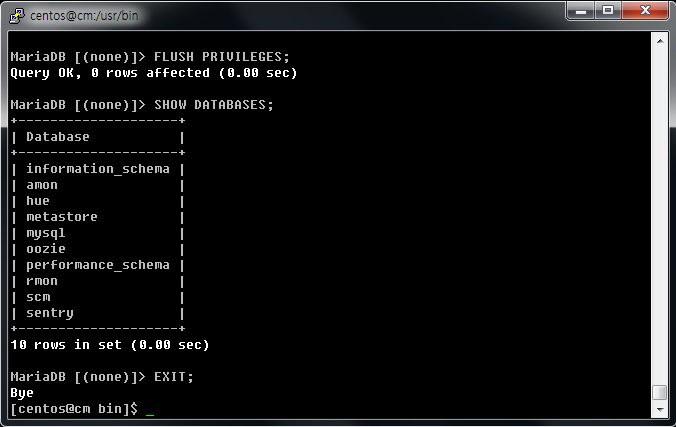 centos@cm:/usr/bin
MariaDB [(none)]> FLUSH PRIVILEGES;
Query OK, 0 rows affected (0.00 sec)
MariaDB [(none)]> SHOW DATABASES;
+--------------------+
| Database           |
+--------------------+
| information_schema |
| amon               |
| hue                |
| metastore          |
| mysql              |
| oozie              |
| performance_schema |
| rmon               |
| scm                |
| sentry             |
+--------------------+
10 rows in set (0.00 sec)
MariaDB [(none)]> EXIT;
Bye
[centos@cm bin]$ _